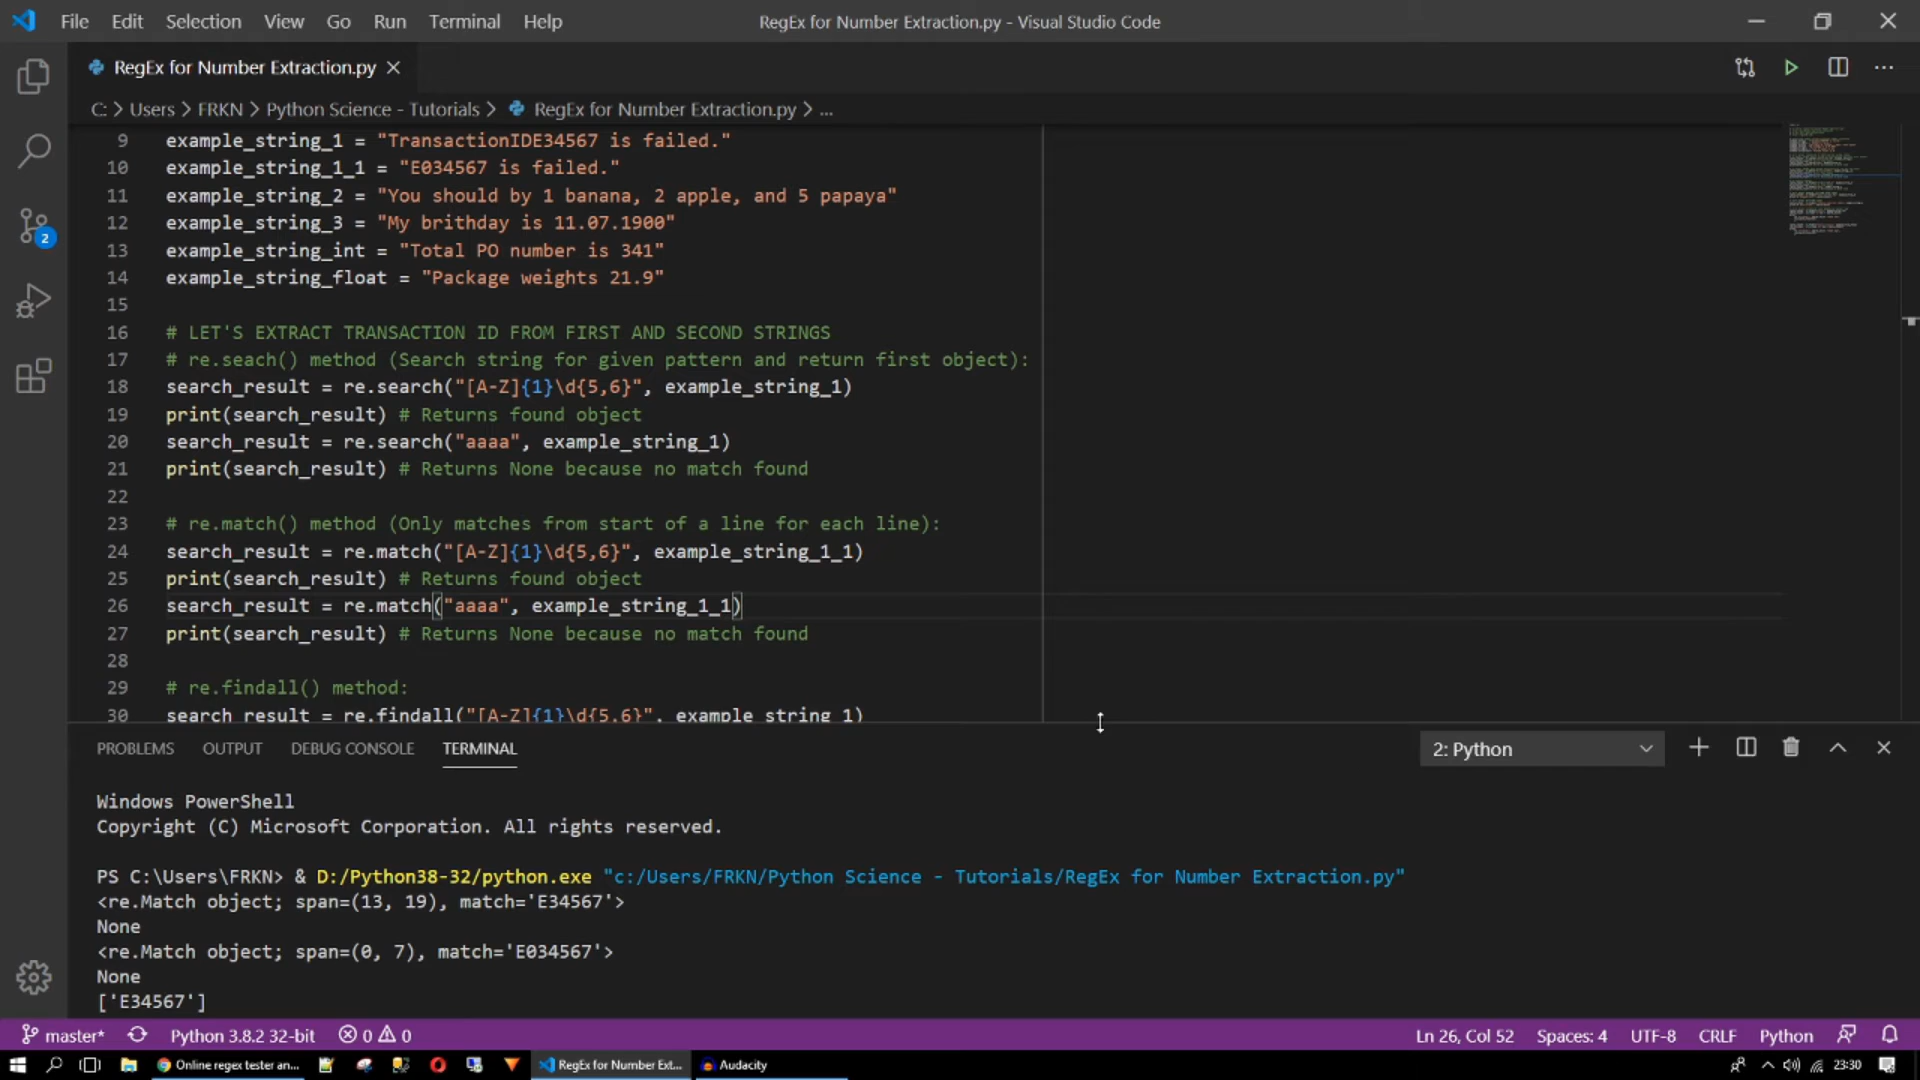 File Edit Selection View Go Run Terminal Help
RegEx for Number Extraction.py - Visual Studio Code
RegEx for Number Extraction.py
C: > Users > FRKN > Python Science - Tutorials > RegEx for Number Extraction.py > ...
9 example_string_1 = "TransactionIDE34567 is failed."
10 example_string_1_1 = "E034567 is failed."
11 example_string_2 = "You should by 1 banana, 2 apple, and 5 papaya"
12 example_string_3 = "My brithday is 11.07.1900"
13 example_string_int = "Total PO number is 341"
14 example_string_float = "Package weights 21.9"
15
16 # LET'S EXTRACT TRANSACTION ID FROM FIRST AND SECOND STRINGS
17 # re.seach() method (Search string for given pattern and return first object):
18 search_result = re.search("[A-Z]{1}\d{5,6}", example_string_1)
19 print(search_result) # Returns found object
20 search_result = re.search("aaaa", example_string_1)
21 print(search_result) # Returns None because no match found
22
23 # re.match() method (Only matches from start of a line for each line):
24 search_result = re.match("[A-Z]{1}\d{5,6}", example_string_1_1)
25 print(search_result) # Returns found object
26 search_result = re.match("aaaa", example_string_1_1)
27 print(search_result) # Returns None because no match found
28
29 # re.findall() method:
30 search_result = re.findall("[A-Z]{1}\d{5,6}", example_string_1)
2
PROBLEMS OUTPUT DEBUG CONSOLE TERMINAL 2: Python
Windows PowerShell
Copyright (C) Microsoft Corporation. All rights reserved.
PS C:\Users\FRKN> & D:/Python38-32/python.exe "c:/Users/FRKN/Python Science - Tutorials/RegEx for Number Extraction.py"
<re.Match object; span=(13, 19), match='E34567'>
None
<re.Match object; span=(0, 7), match='E034567'>
None
['E34567']
master* Python 3.8.2 32-bit 0 0 Ln 26, Col 52 Spaces: 4 UTF-8 CRLF Python
Online regex tester an... RegEx for Number Ext... Audacity 23:30